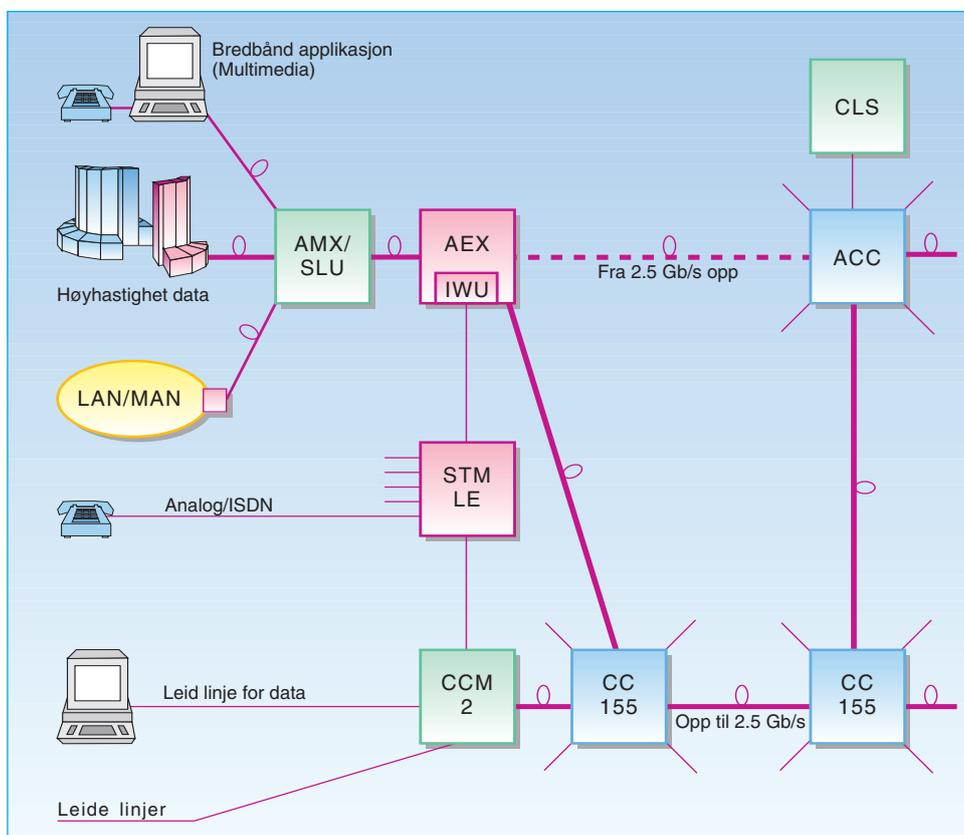 Bredbånd applikasjon
(Multimedia)
CLS
AMX/
SLU
AEX
IWU
Fra 2.5 Gb/s opp
ACC
Høyhastighet data
LAN/MAN
STM
LE
Analog/ISDN
Leid linje for data
CCM
2
CC
155
Opp til 2.5 Gb/s
CC
155
Leide linjer